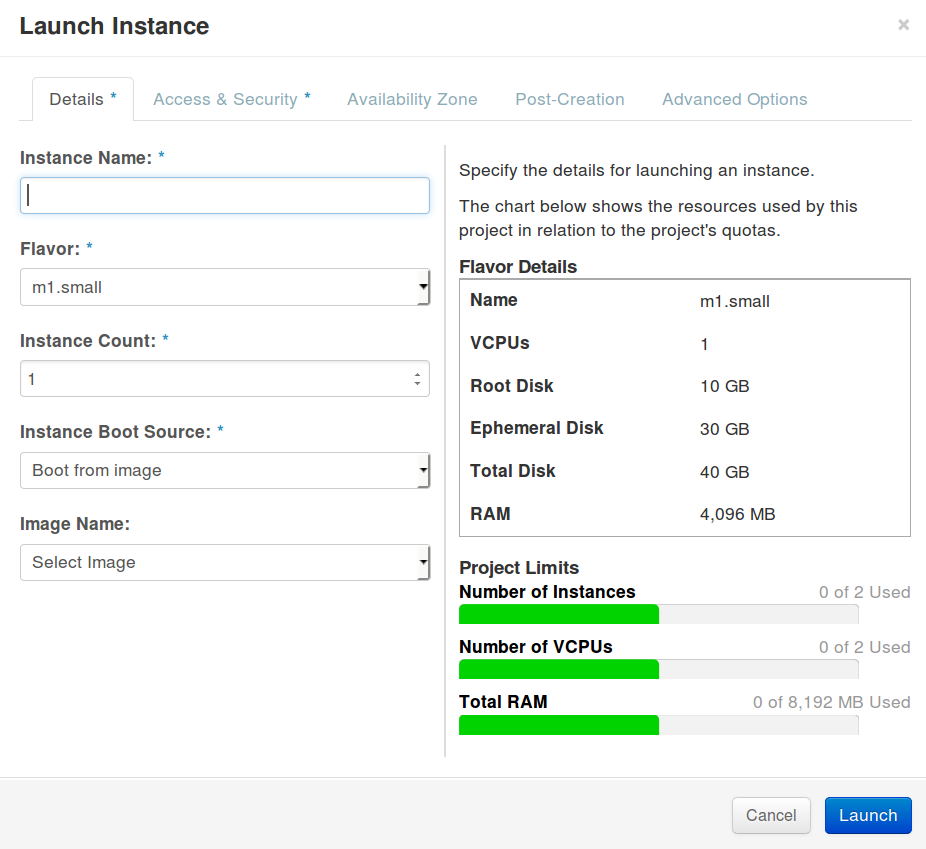 Launch Instance
×
Details *
Access & Security *
Availability Zone
Post-Creation
Advanced Options
Instance Name: *
Flavor: *
m1.small
Instance Count: *
1
Instance Boot Source: *
Boot from image
Image Name:
Select Image
Specify the details for launching an instance.
The chart below shows the resources used by this
project in relation to the project's quotas.
Flavor Details
Name m1.small
VCPUs 1
Root Disk 10 GB
Ephemeral Disk 30 GB
Total Disk 40 GB
RAM 4,096 MB
Project Limits
Number of Instances 0 of 2 Used
Number of VCPUs 0 of 2 Used
Total RAM 0 of 8,192 MB Used
Cancel
Launch